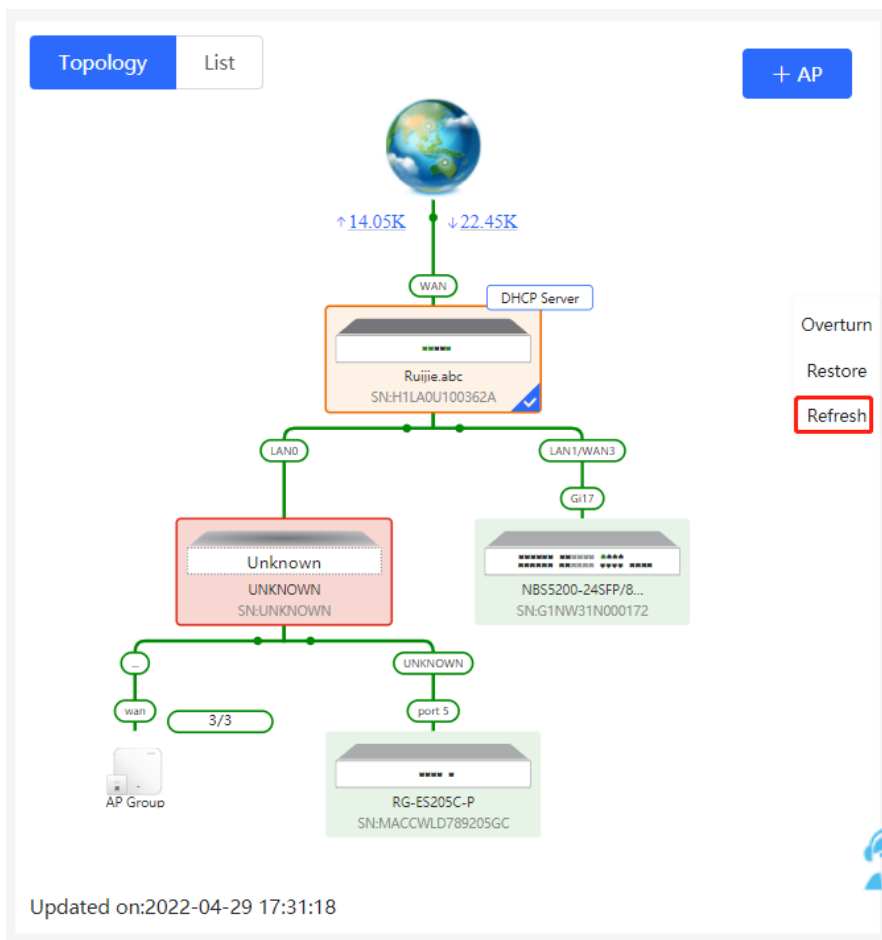 Topology
List
+ AP
↑14.05K
↓22.45K
WAN
DHCP Server
Overturn
Ruijie.abc
Restore
SN:H1LA0U100362A
Refresh
LAN0
LAN1/WAN3
Gi17
Unknown
UNKNOWN
SN:UNKNOWN
NBS5200-24SFP/8...
SN:G1NW31N000172
...
UNKNOWN
wan
3/3
port 5
AP Group
RG-ES205C-P
SN:MACCWLD789205GC
Updated on:2022-04-29 17:31:18